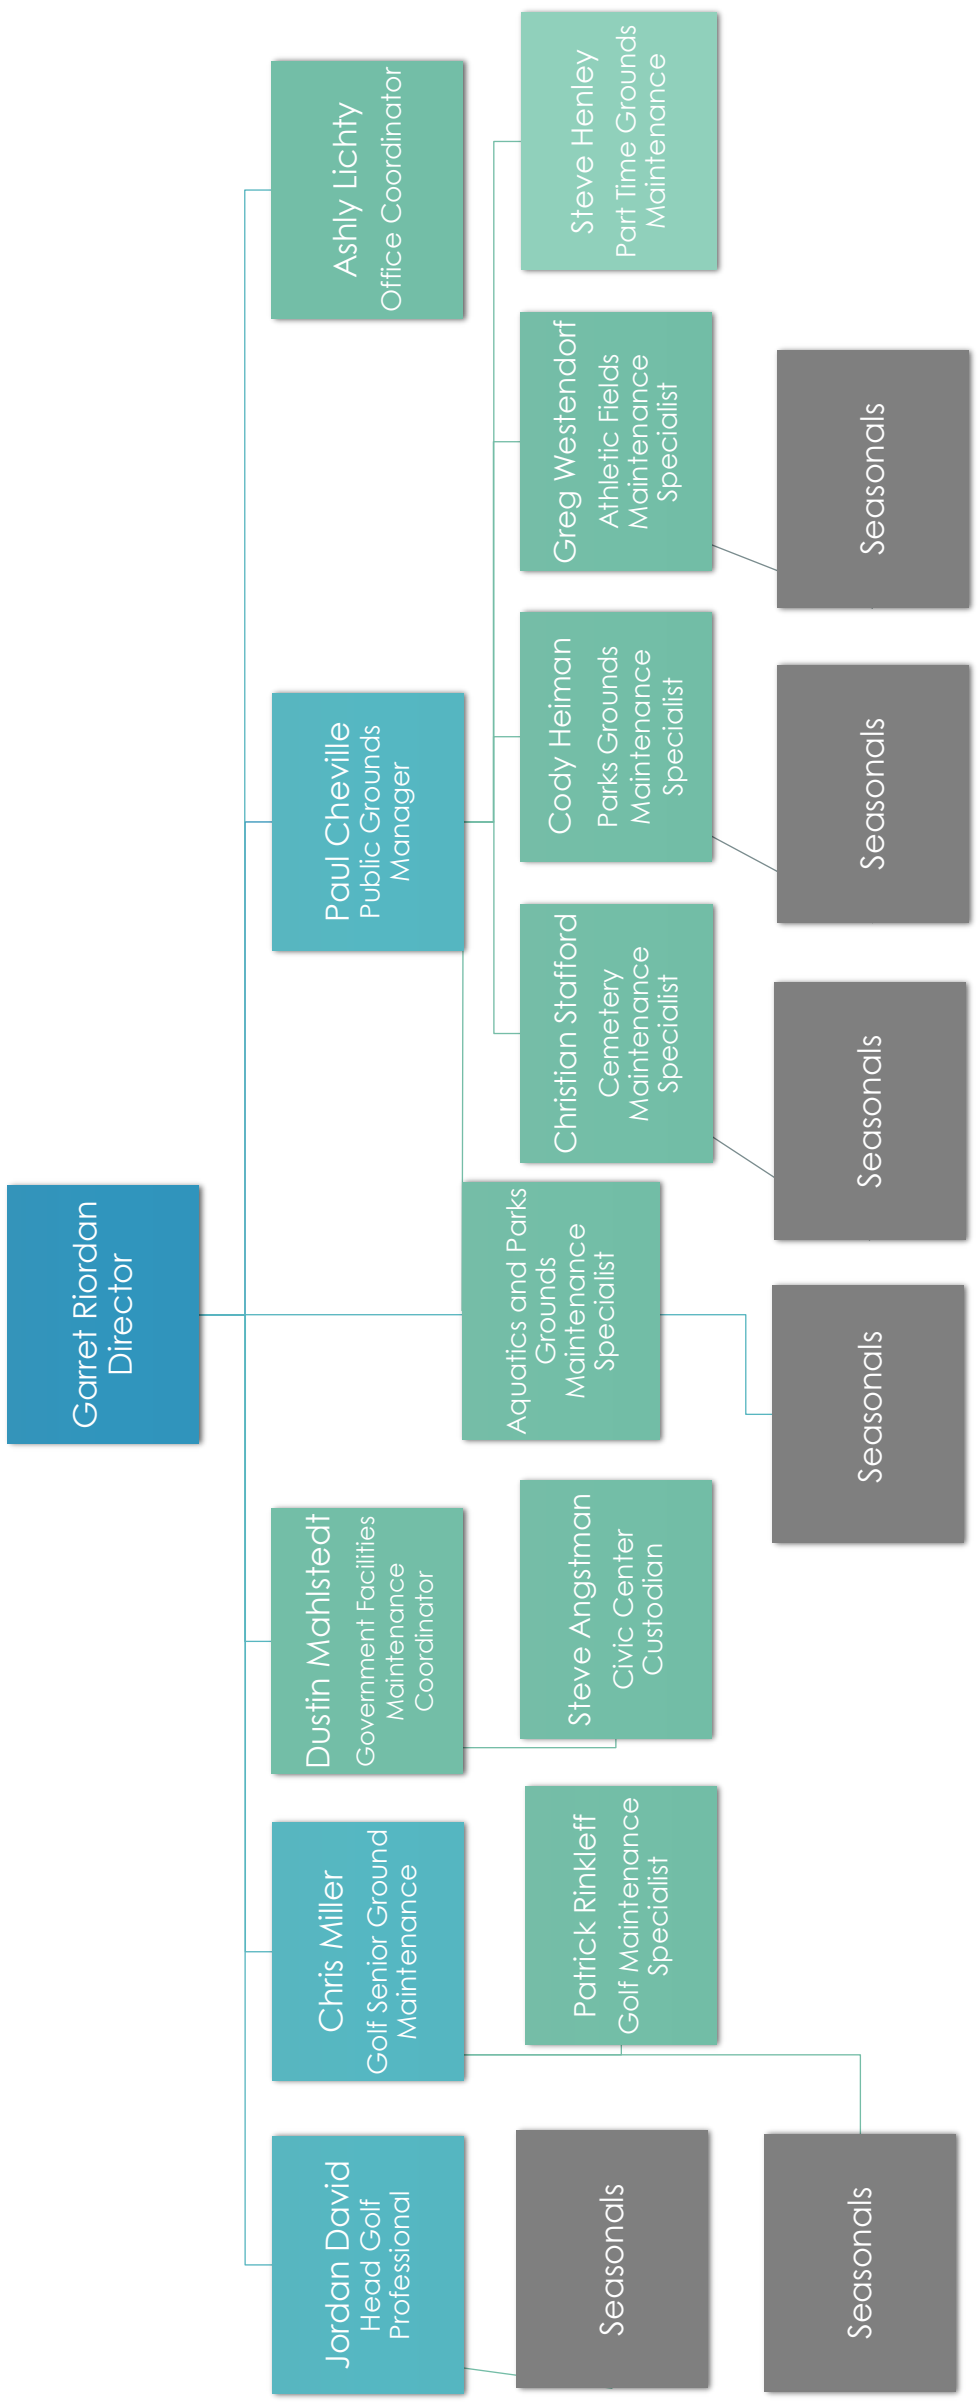 Garret Riordan
Director
Jordan David
Head Golf
Professional
Chris Miller
Golf Senior Ground
Maintenance
Dustin Mahlstedt
Government Facilities
Maintenance
Coordinator
Paul Cheville
Public Grounds
Manager
Ashly Lichty
Office Coordinator
Seasonals
Patrick Rinkleff
Golf Maintenance
Specialist
Steve Angstman
Civic Center
Custodian
Aquatics and Parks
Grounds
Maintenance
Specialist
Christian Stafford
Cemetery
Maintenance
Specialist
Cody Heiman
Parks Grounds
Maintenance
Specialist
Greg Westendorf
Athletic Fields
Maintenance
Specialist
Steve Henley
Part Time Grounds
Maintenance
Seasonals
Seasonals
Seasonals
Seasonals
Seasonals